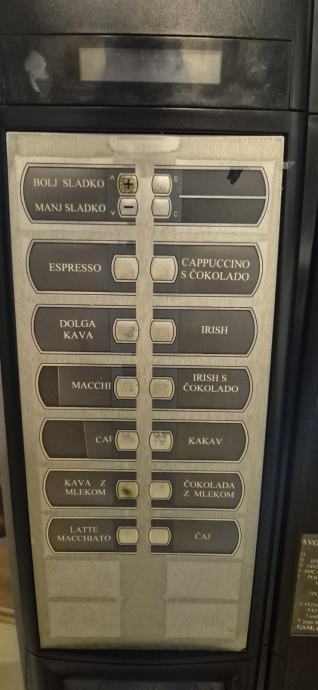 BOLJ SLADKO
^
+
E
MANJ SLADKO
v
−
C
ESPRESSO
CAPPUCCINO
S ČOKOLADO
DOLGA
KAVA
IRISH
MACCHI
IRISH S
ČOKOLADO
CAJ
KAKAV
KAVA Z
MLEKOM
ČOKOLADA
Z MLEKOM
LATTE
MACCHIATO
ČAJ